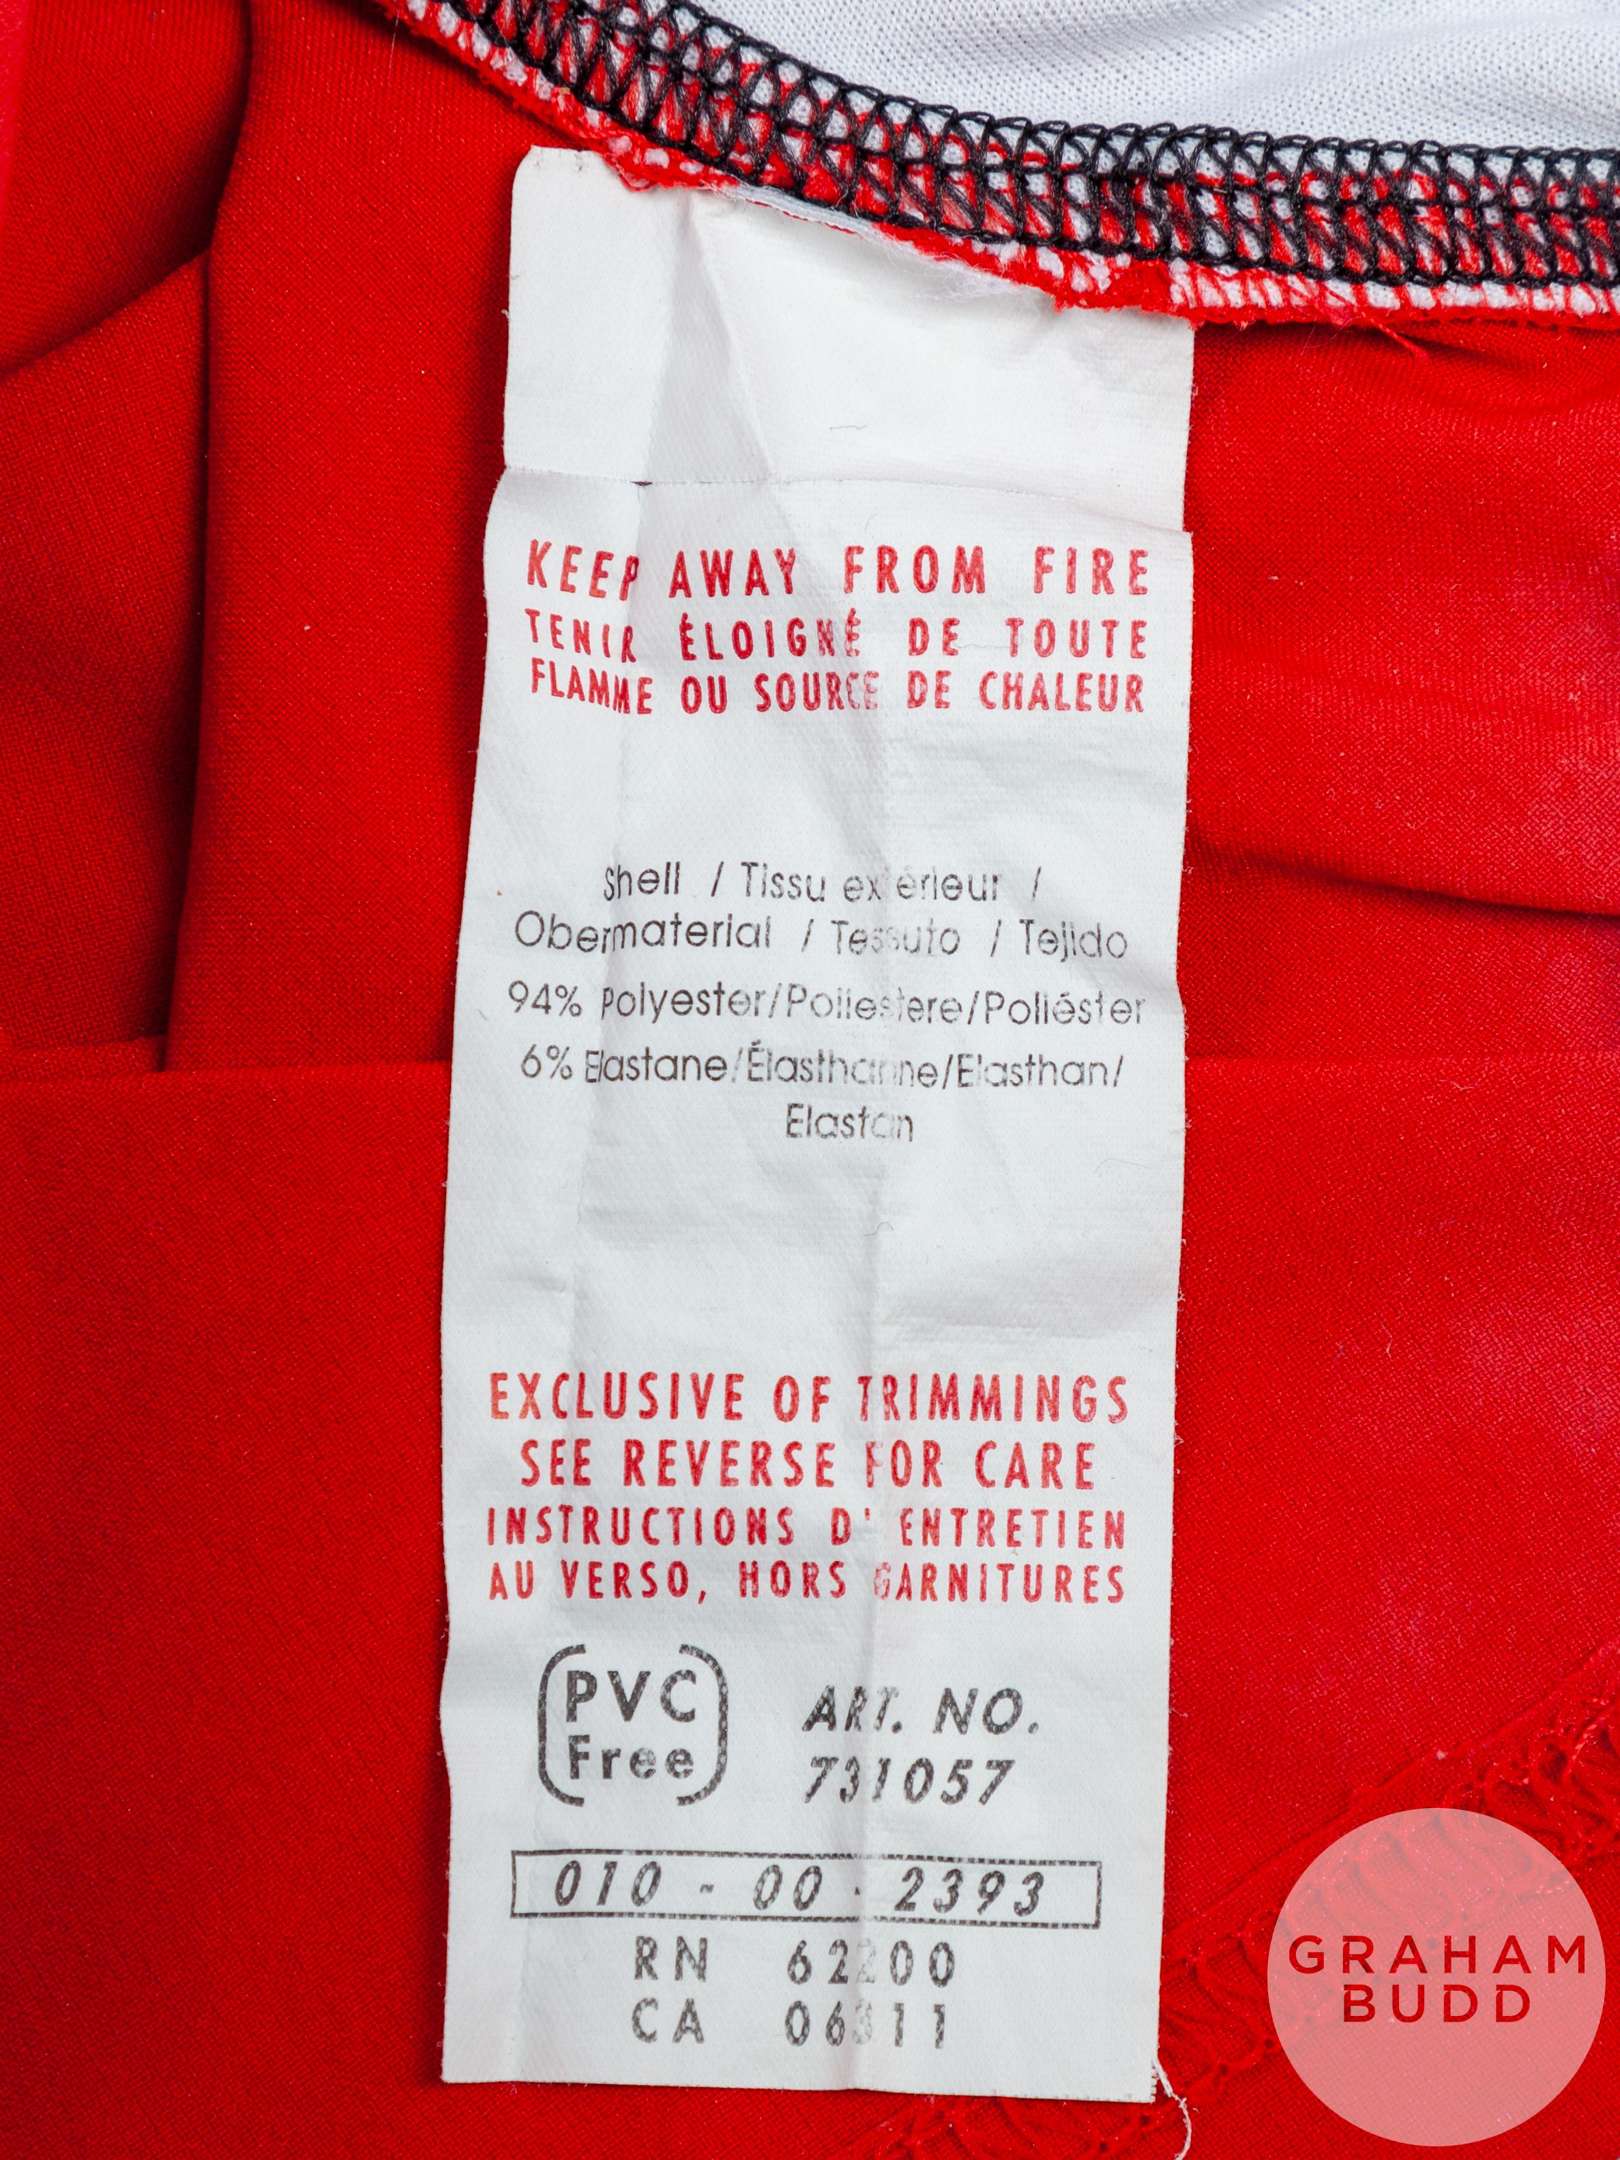 KEEP AWAY FROM FIRE
TENIR ÉLOIGNÉ DE TOUTE
FLAMME OU SOURCE DE CHALEUR
Shell / Tissu extérieur /
Obermaterial / Tessuto / Tejido
94% Polyester/Poliestere/Poliéster
6% Elastane/Élasthanne/Elasthan/
Elastan
EXCLUSIVE OF TRIMMINGS
SEE REVERSE FOR CARE
INSTRUCTIONS D' ENTRETIEN
AU VERSO, HORS GARNITURES
PVC
Free
ART. NO.
731057
010 - 00 - 2393
RN 62200
CA 06311
GRAHAM
BUDD